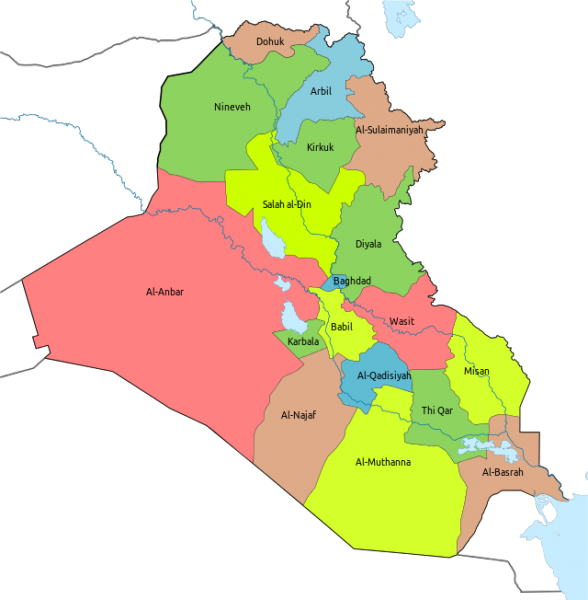 Dohuk
Arbil
Nineveh
Al-Sulaimaniyah
Kirkuk
Salah al-Din
Diyala
Baghdad
Al-Anbar
Wasit
Babil
Karbala
Misan
Al-Qadisiyah
Thi Qar
Al-Najaf
Al-Muthanna
Al-Basrah